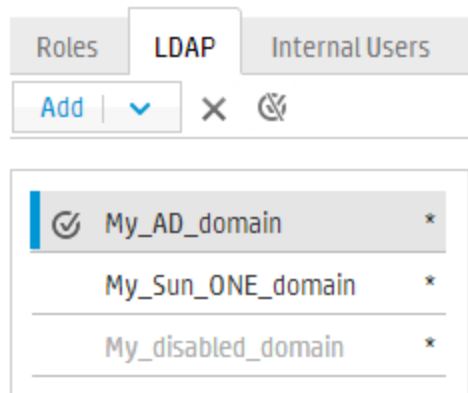 Roles LDAP Internal Users
Add
My_AD_domain *
My_Sun_ONE_domain *
My_disabled_domain *